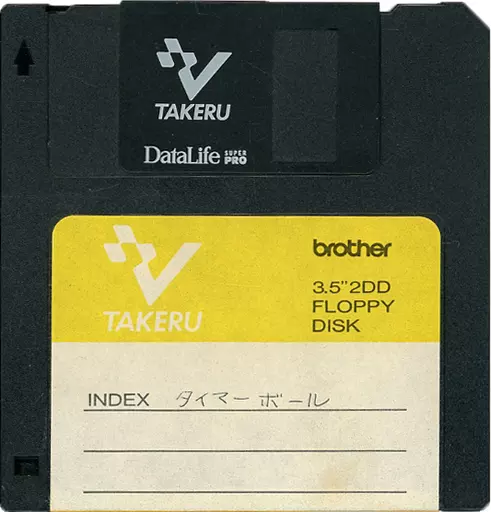 TAKERU
DataLife SUPER PRO
TAKERU
brother
3.5"2DD
FLOPPY
DISK
INDEX タイマーボール